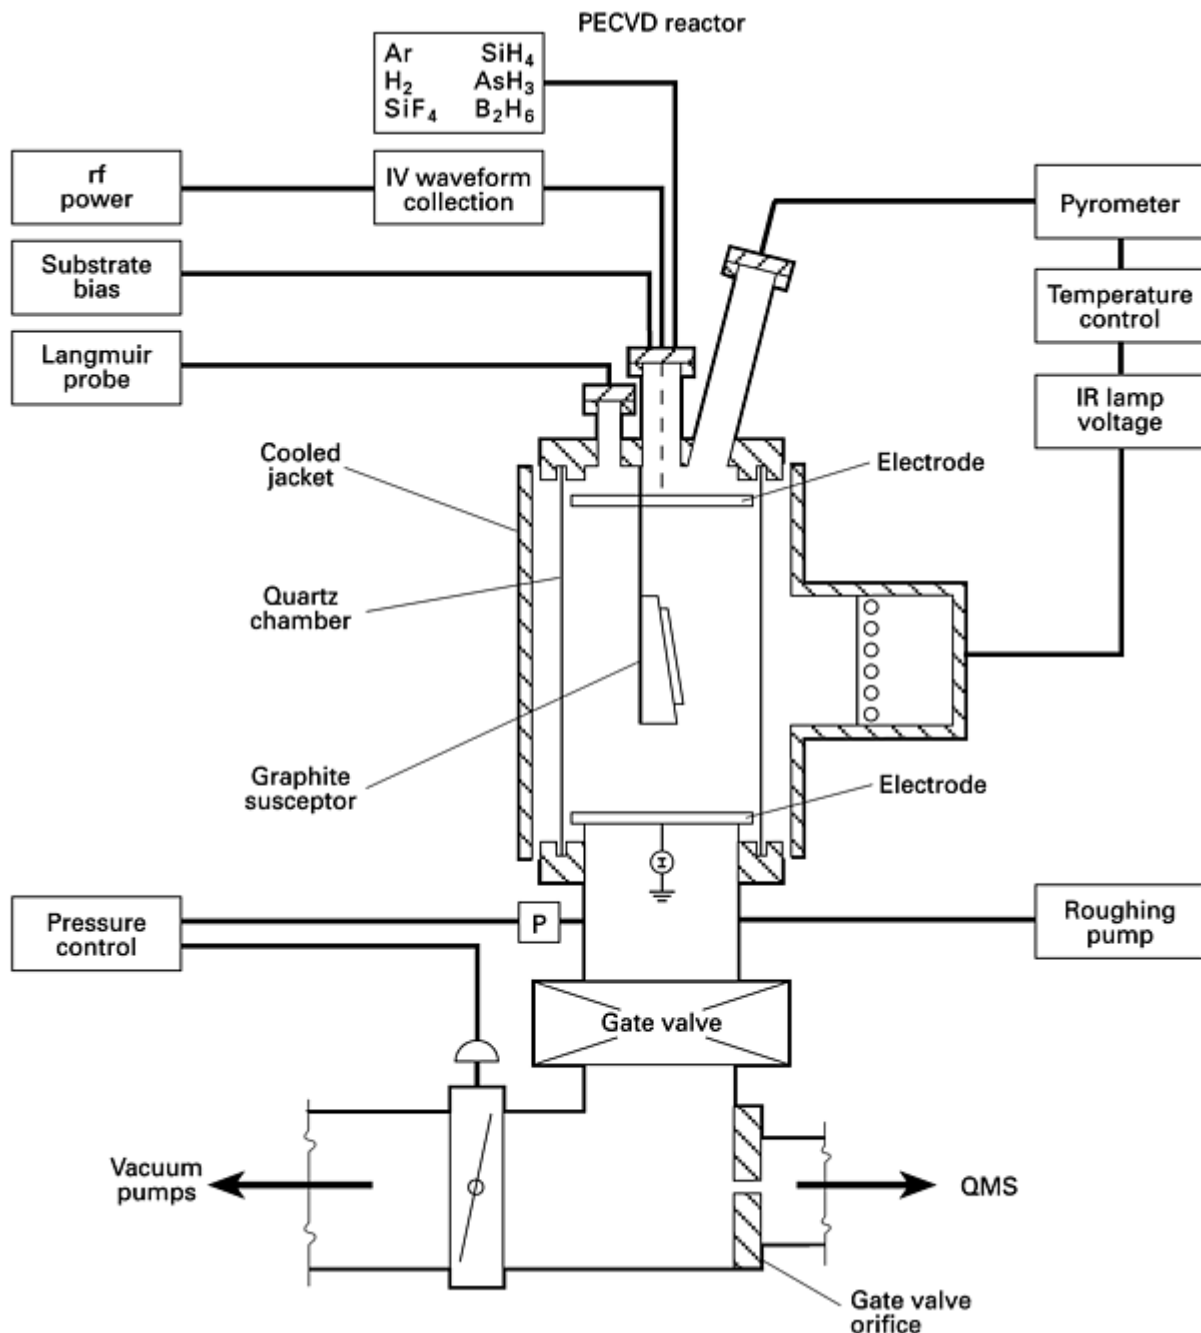 PECVD reactor
Ar SiH₄
H₂ AsH₃
SiF₄ B₂H₆
rf
power
IV waveform
collection
Pyrometer
Substrate
bias
Temperature
control
Langmuir
probe
IR lamp
voltage
Cooled
jacket
Electrode
Quartz
chamber
Graphite
susceptor
Electrode
I
Pressure
control
P
Roughing
pump
Gate valve
Vacuum
pumps
QMS
Gate valve
orifice